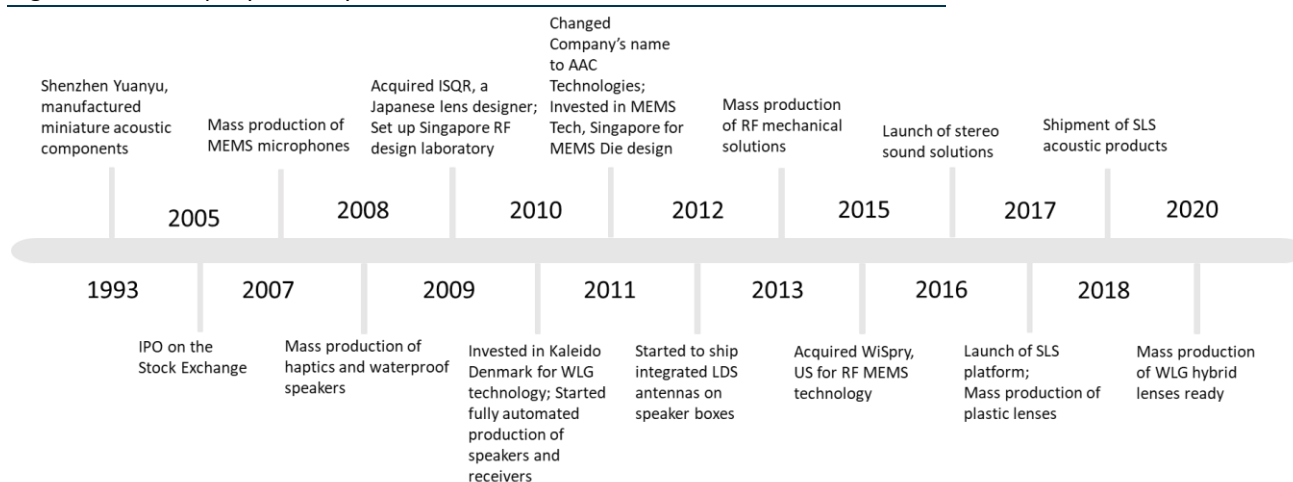 Shenzhen Yuanyu,
manufactured
miniature acoustic
components
Mass production of
MEMS microphones
Acquired ISQR, a
Japanese lens designer;
Set up Singapore RF
design laboratory
Changed
Company's name
to AAC
Technologies;
Invested in MEMS
Tech, Singapore for
MEMS Die design
Mass production
of RF mechanical
solutions
Launch of stereo
sound solutions
Shipment of SLS
acoustic products
2005
2008
2010
2012
2015
2017
2020
1993
2007
2009
2011
2013
2016
2018
IPO on the
Stock Exchange
Mass production of
haptics and waterproof
speakers
Invested in Kaleido
Denmark for WLG
technology; Started
fully automated
production of
speakers and
receivers
Started to ship
integrated LDS
antennas on
speaker boxes
Acquired WiSpry,
US for RF MEMS
technology
Launch of SLS
platform;
Mass production of
plastic lenses
Mass production
of WLG hybrid
lenses ready